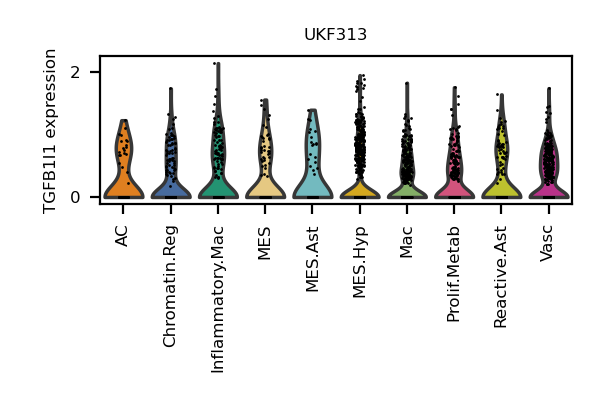 UKF313
TGFB1I1 expression
2
0
AC
Chromatin.Reg
Inflammatory.Mac
MES
MES.Ast
MES.Hyp
Mac
Prolif.Metab
Reactive.Ast
Vasc